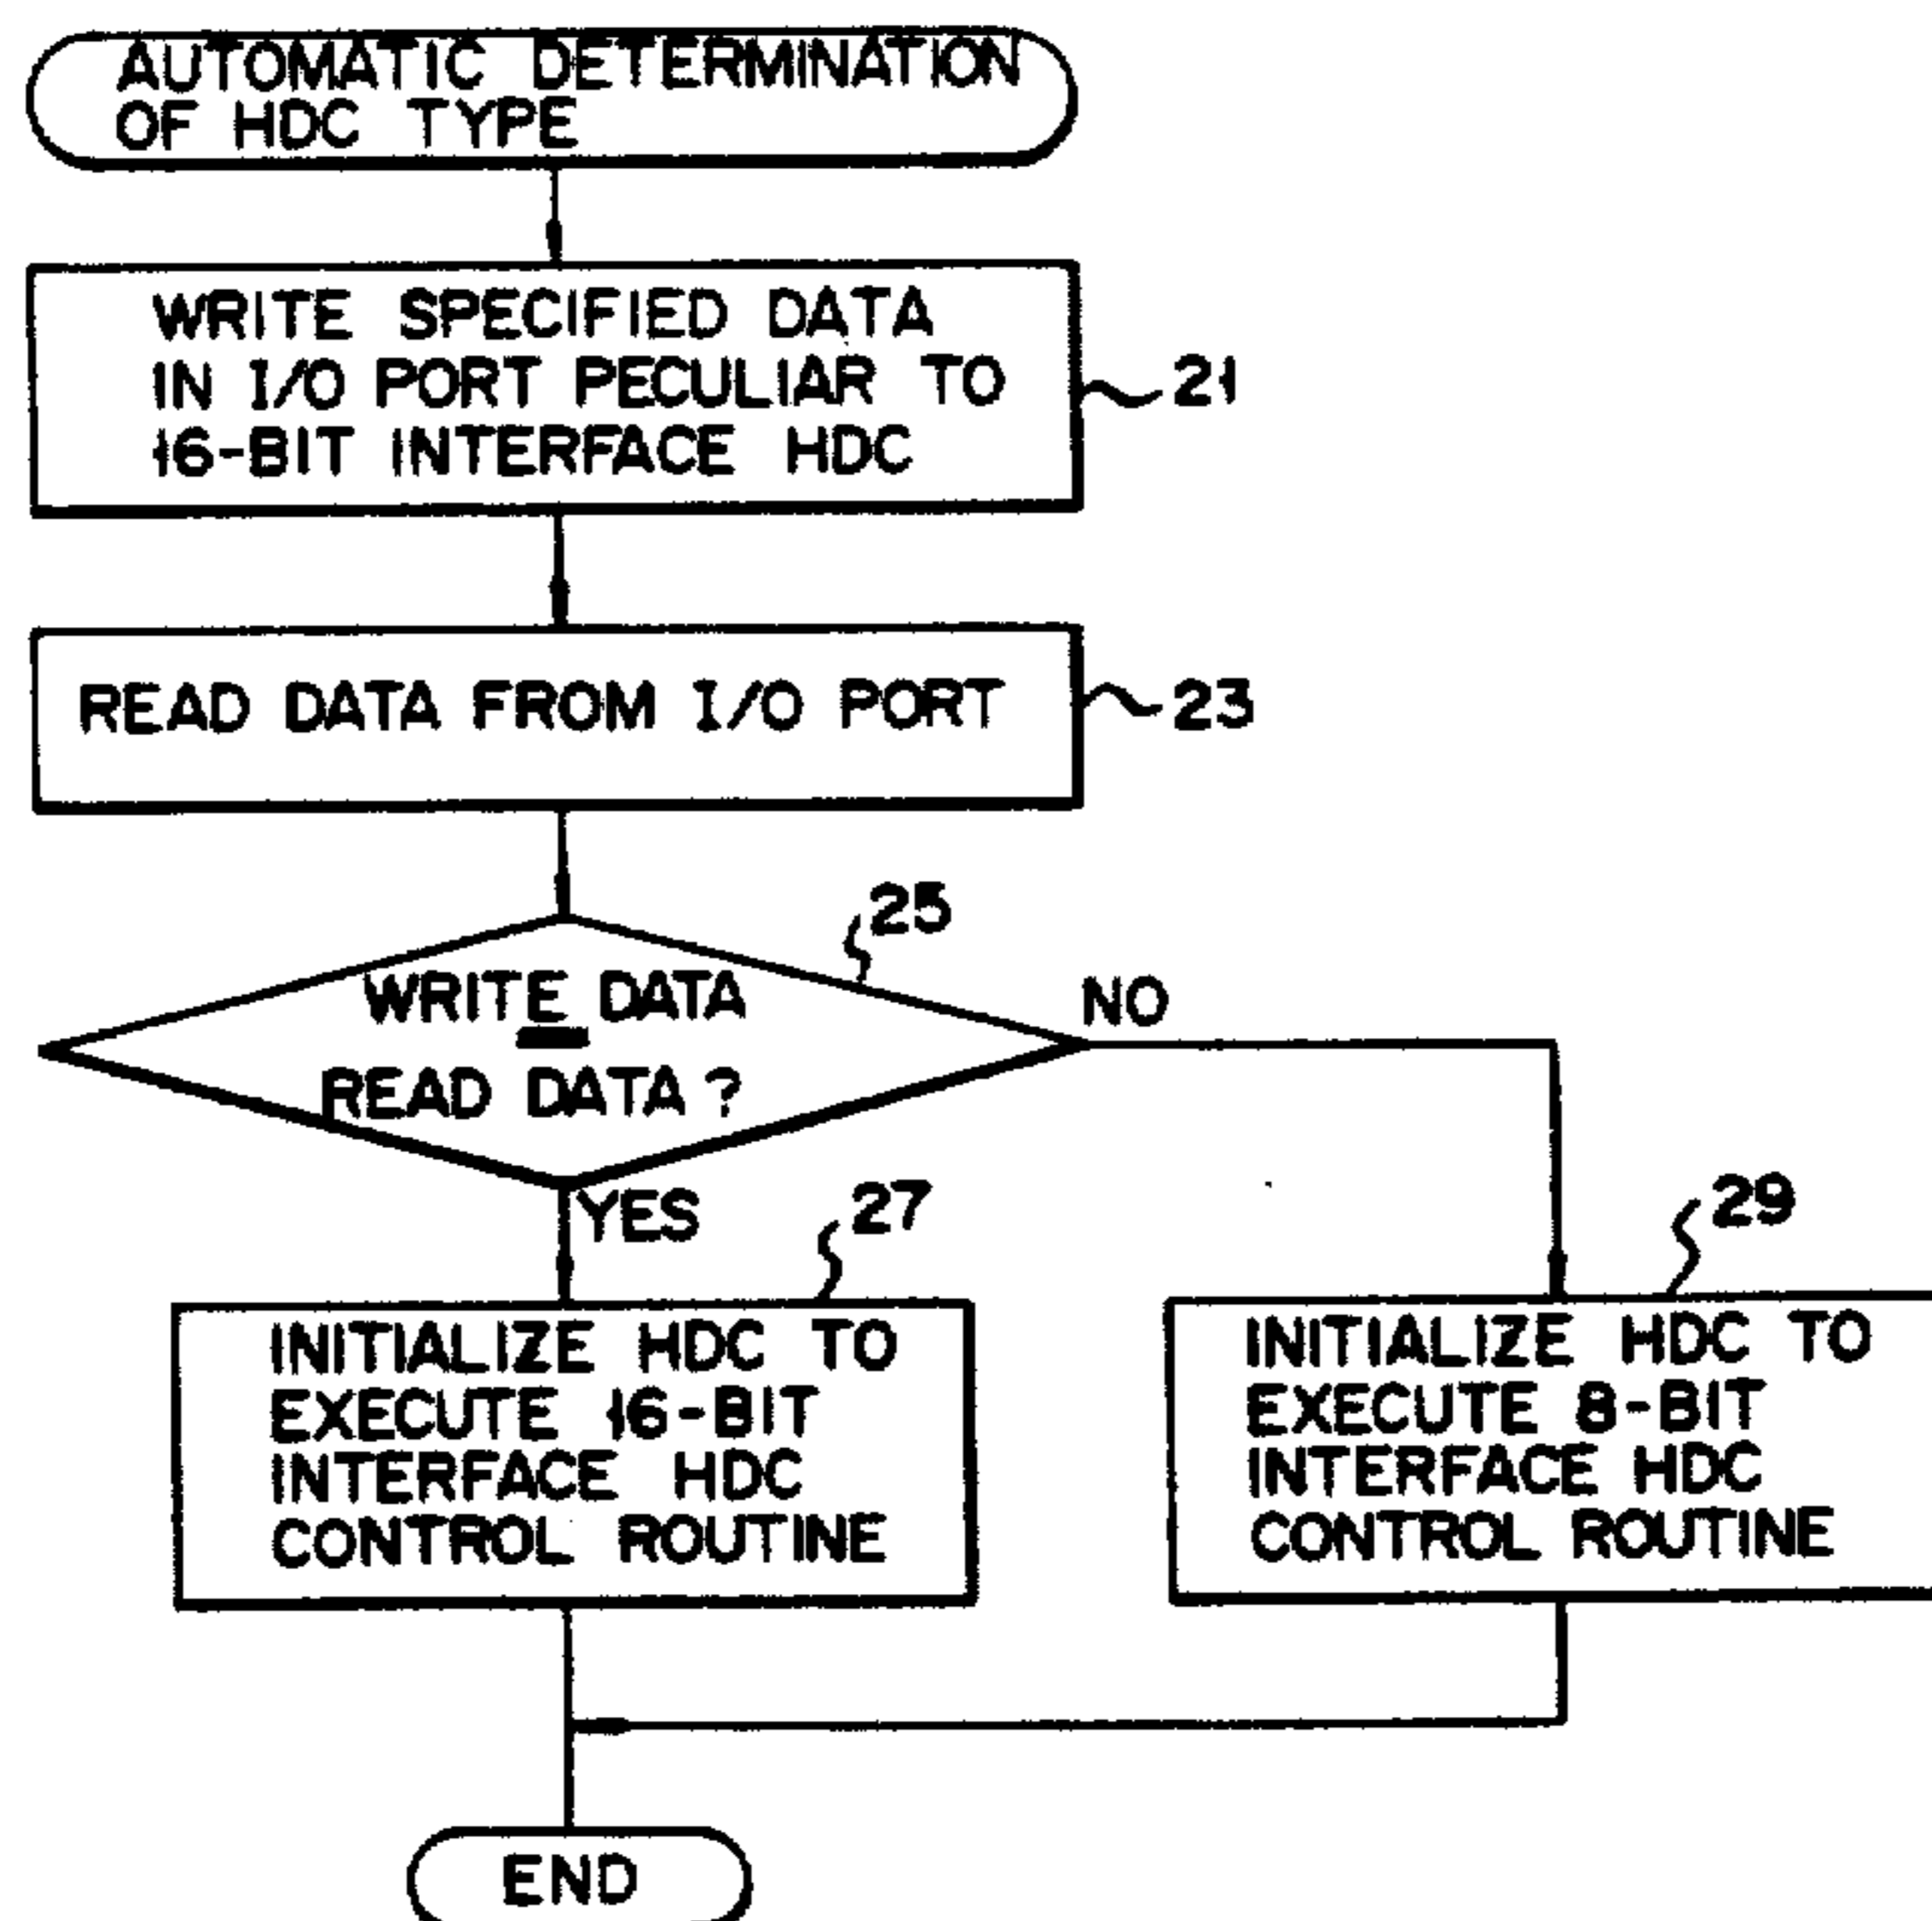 AUTOMATIC DETERMINATION
OF HDC TYPE
WRITE SPECIFIED DATA
IN I/O PORT PECULIAR TO
16-BIT INTERFACE HDC
21
READ DATA FROM I/O PORT
23
25
WRITE DATA
=
READ DATA?
NO
YES
27
29
INITIALIZE HDC TO
EXECUTE 16-BIT
INTERFACE HDC
CONTROL ROUTINE
INITIALIZE HDC TO
EXECUTE 8-BIT
INTERFACE HDC
CONTROL ROUTINE
END